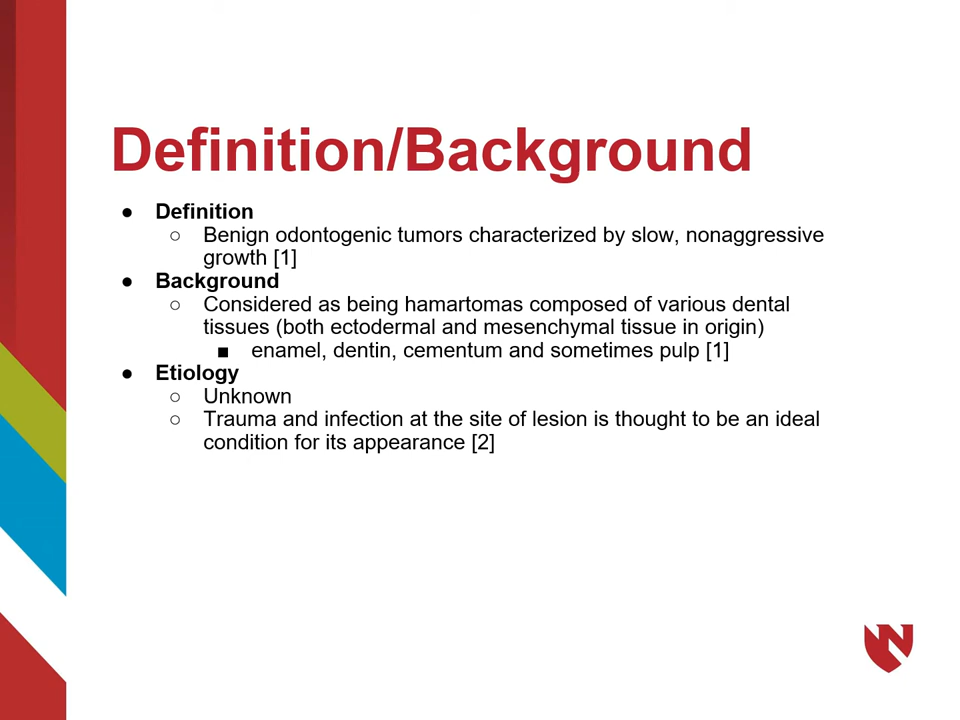 Definition/Background
● Definition
○ Benign odontogenic tumors characterized by slow, nonaggressive
growth [1]
● Background
○ Considered as being hamartomas composed of various dental
tissues (both ectodermal and mesenchymal tissue in origin)
■ enamel, dentin, cementum and sometimes pulp [1]
● Etiology
○ Unknown
○ Trauma and infection at the site of lesion is thought to be an ideal
condition for its appearance [2]
N